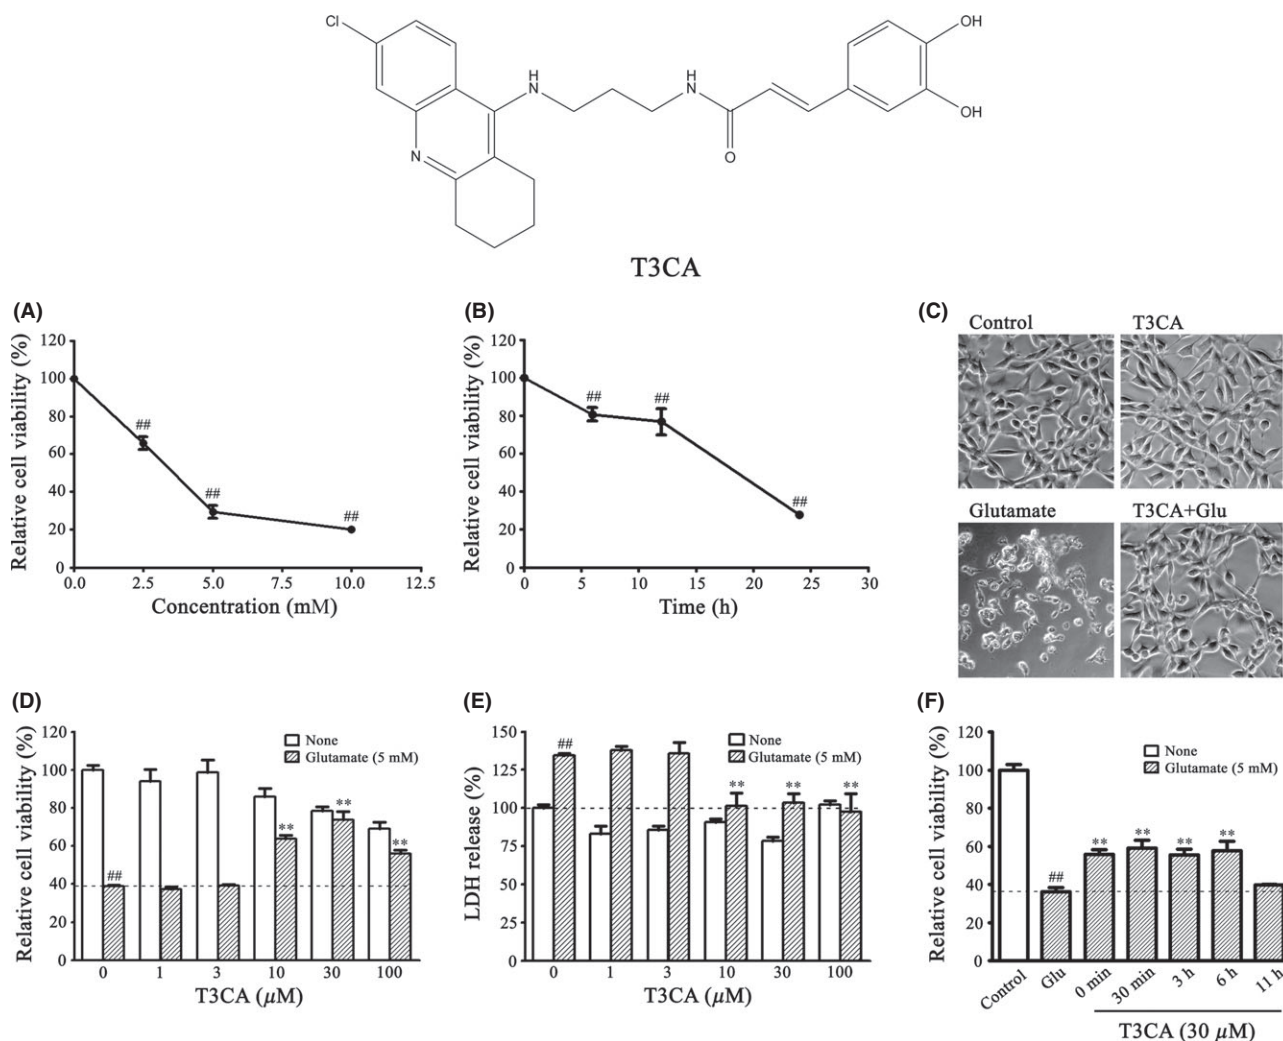 Cl
N
H
N
H
N
O
OH
OH
T3CA
(A)
Relative cell viability (%)
120
100
80
60
40
20
0
##
##
##
0.0 2.5 5.0 7.5 10.0 12.5
Concentration (mM)
(B)
Relative cell viability (%)
120
100
80
60
40
20
0
##
##
##
0 5 10 15 20 25 30
Time (h)
(C)
Control T3CA
Glutamate T3CA+Glu
(D)
Relative cell viability (%)
120
100
80
60
40
20
0
None
Glutamate (5 mM)
##
**
**
**
0 1 3 10 30 100
T3CA (µM)
(E)
LDH release (%)
150
125
100
75
50
25
0
None
Glutamate (5 mM)
##
** ** **
0 1 3 10 30 100
T3CA (µM)
(F)
Relative cell viability (%)
120
100
80
60
40
20
0
None
Glutamate (5 mM)
##
** ** ** **
Control Glu 0 min 30 min 3 h 6 h 11 h
T3CA (30 µM)